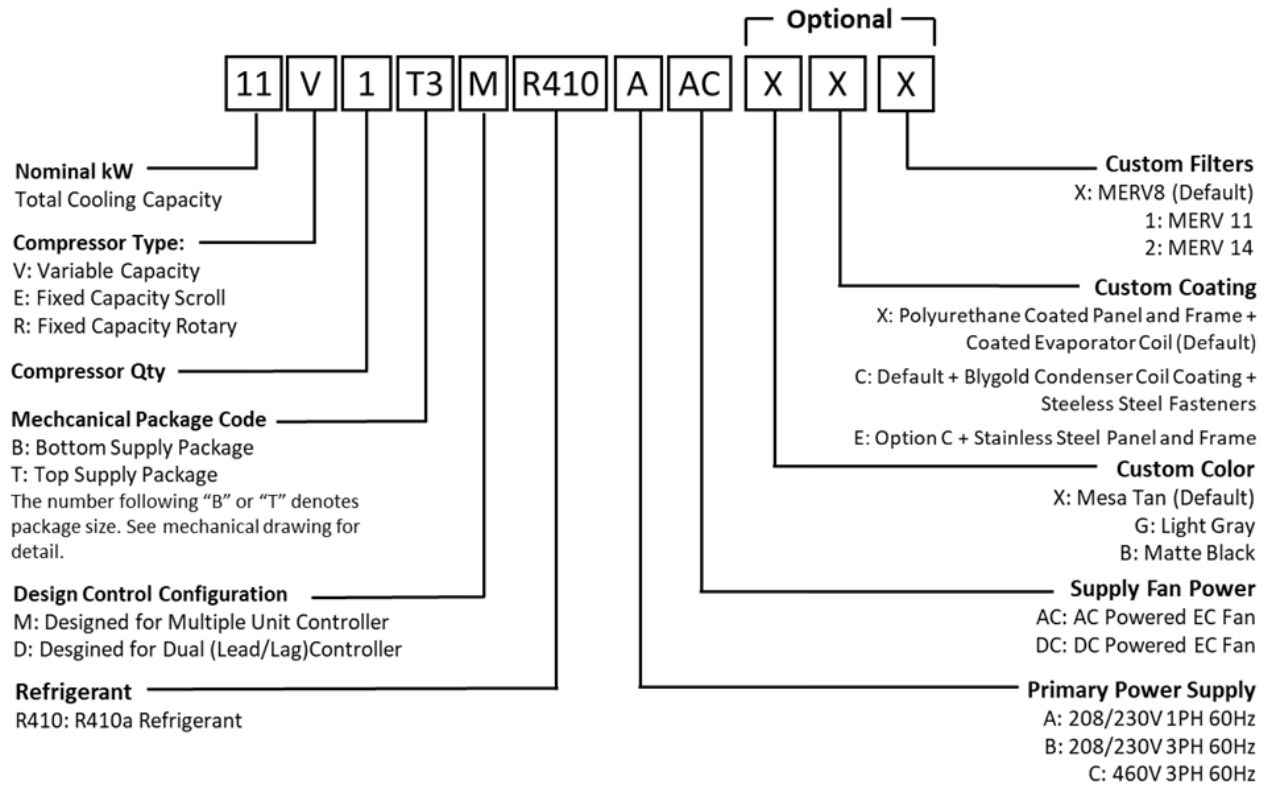 Optional
11 V 1 T3 M R410 A AC X X X
Nominal kW
Total Cooling Capacity
Compressor Type:
V: Variable Capacity
E: Fixed Capacity Scroll
R: Fixed Capacity Rotary
Compressor Qty
Mechcanical Package Code
B: Bottom Supply Package
T: Top Supply Package
The number following “B” or “T” denotes
package size. See mechanical drawing for
detail.
Design Control Configuration
M: Designed for Multiple Unit Controller
D: Desgined for Dual (Lead/Lag)Controller
Refrigerant
R410: R410a Refrigerant
Custom Filters
X: MERV8 (Default)
1: MERV 11
2: MERV 14
Custom Coating
X: Polyurethane Coated Panel and Frame +
Coated Evaporator Coil (Default)
C: Default + Blygold Condenser Coil Coating +
Steeless Steel Fasteners
E: Option C + Stainless Steel Panel and Frame
Custom Color
X: Mesa Tan (Default)
G: Light Gray
B: Matte Black
Supply Fan Power
AC: AC Powered EC Fan
DC: DC Powered EC Fan
Primary Power Supply
A: 208/230V 1PH 60Hz
B: 208/230V 3PH 60Hz
C: 460V 3PH 60Hz